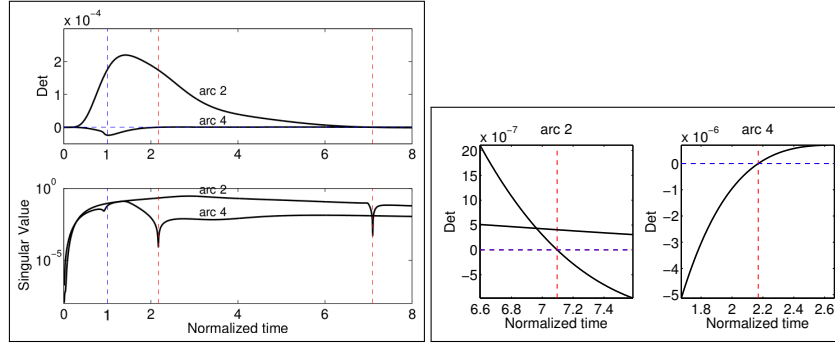 x 10⁻⁴
Det
2
1
0
arc 2
arc 4
0 1 2 4 6 8
Singular Value
10⁰
10⁻⁵
arc 2
arc 4
0 1 2 4 6 8
Normalized time
x 10⁻⁷ arc 2
Det
20
15
10
5
0
−5
6.6 6.8 7 7.2 7.4
Normalized time
x 10⁻⁶ arc 4
Det
0
−1
−2
−3
−4
−5
1.8 2 2.2 2.4 2.6
Normalized time